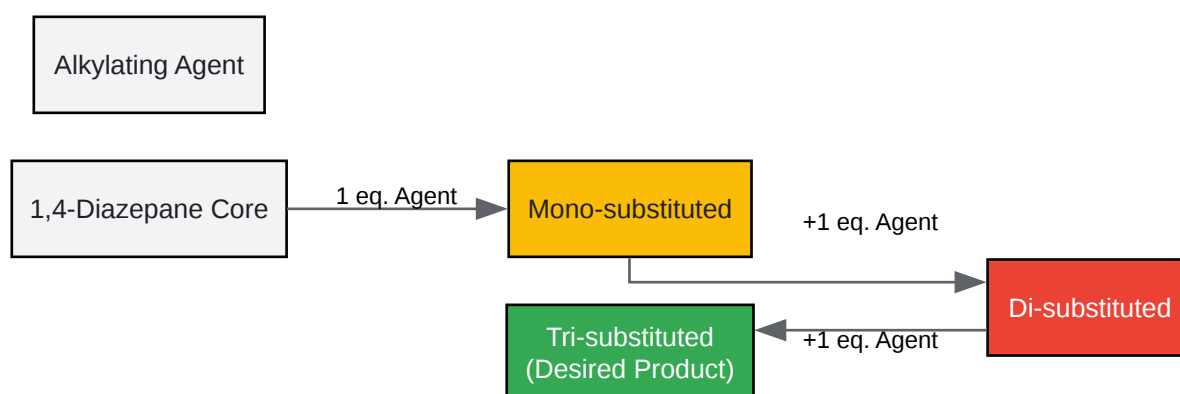 Alkylating Agent
1,4-Diazepane Core
1 eq. Agent
Mono-substituted
+1 eq. Agent
Di-substituted
+1 eq. Agent
Tri-substituted
(Desired Product)